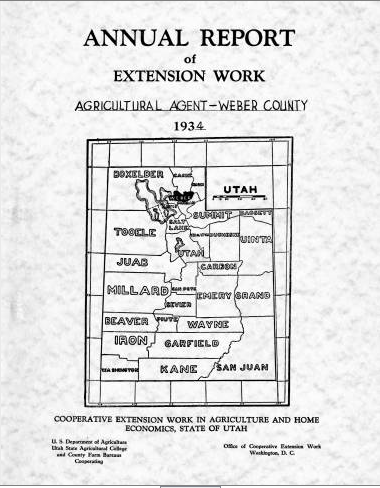 ANNUAL REPORT
of
EXTENSION WORK
AGRICULTURAL AGENT-WEBER COUNTY
1934
BOXELDER
CACHE
RICH
UTAH
SUMMIT
DAGGETT
SALT
LAKE
TOOELE
DUCHESNE
UINTA
UTAH
JUAB
CARBON
MILLARD
SAN PETE
EMERY
GRAND
SEVIER
BEAVER
PIUTE
WAYNE
IRON
GARFIELD
WASHINGTON
KANE
SAN JUAN
COOPERATIVE EXTENSION WORK IN AGRICULTURE AND HOME
ECONOMICS, STATE OF UTAH
U. S. Department of Agriculture
Utah State Agricultural College
and County Farm Bureaus
Cooperating
Office of Cooperative Extension Work
Washington, D. C.